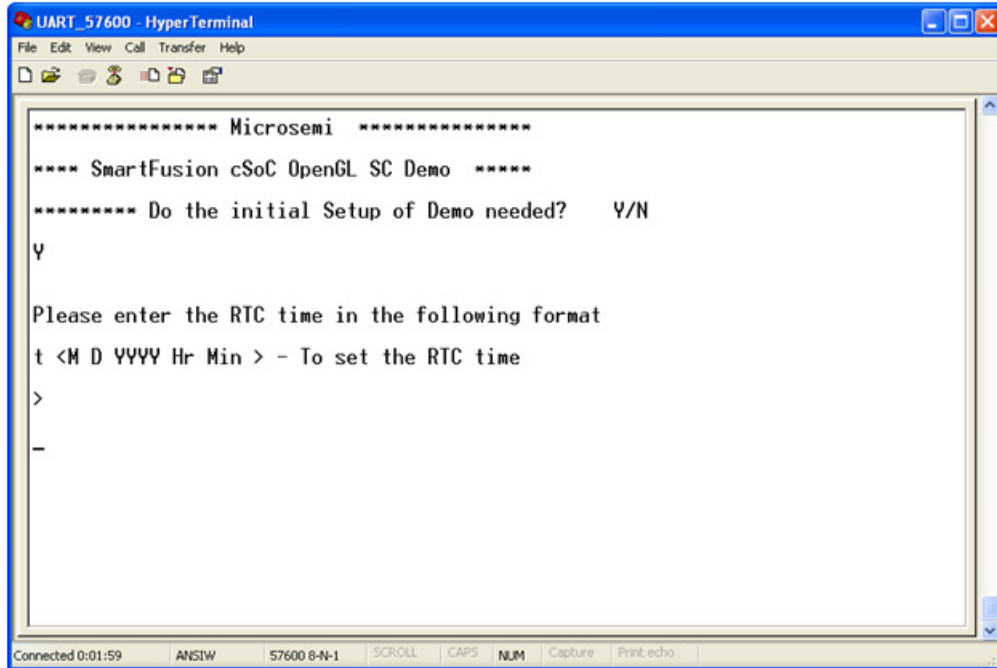 UART_57600 - HyperTerminal
File Edit View Call Transfer Help
**************** Microsemi ***************
**** SmartFusion cSoC OpenGL SC Demo *****
********* Do the initial Setup of Demo needed? Y/N
Y
Please enter the RTC time in the following format
t <M D YYYY Hr Min > - To set the RTC time
>
_
Connected 0:01:59 ANSIW 57600 8-N-1 SCROLL CAPS NUM Capture Print echo